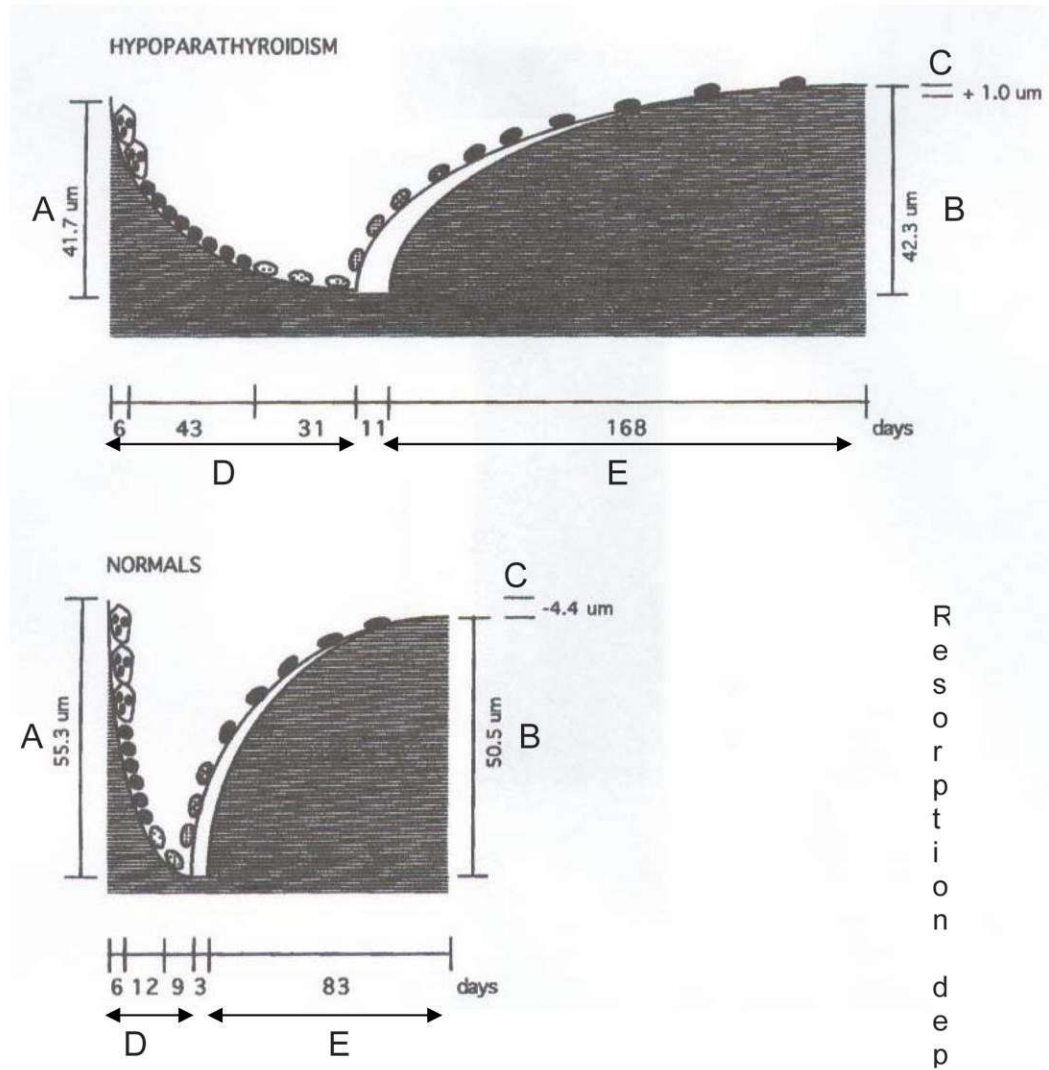 HYPOPARATHYROIDISM
C
+ 1.0 um
A
41.7 um
42.3 um
B
6 43 31 11 168 days
D E
NORMALS
C
-4.4 um
A
55.3 um
50.5 um
B
6 12 9 3 83 days
D E
R
e
s
o
r
p
t
i
o
n
d
e
p